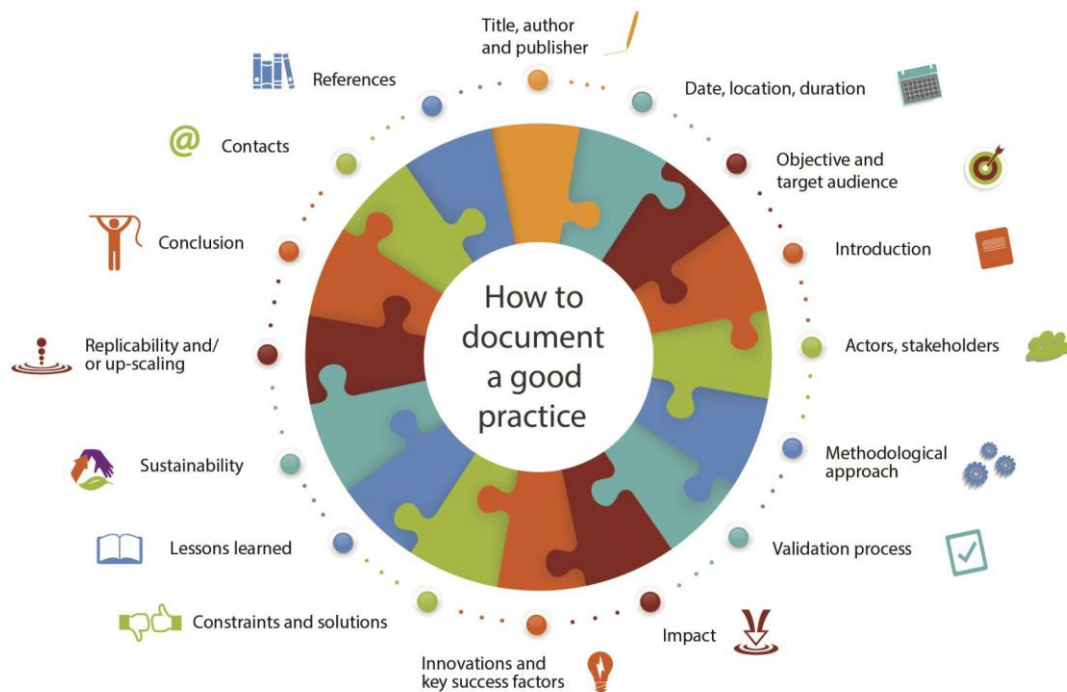 Title, author
and publisher
Date, location, duration
Objective and
target audience
Introduction
Actors, stakeholders
Methodological
approach
Validation process
Impact
Innovations and
key success factors
Constraints and solutions
Lessons learned
Sustainability
Replicability and/
or up-scaling
Conclusion
Contacts
@
References
How to
document
a good
practice